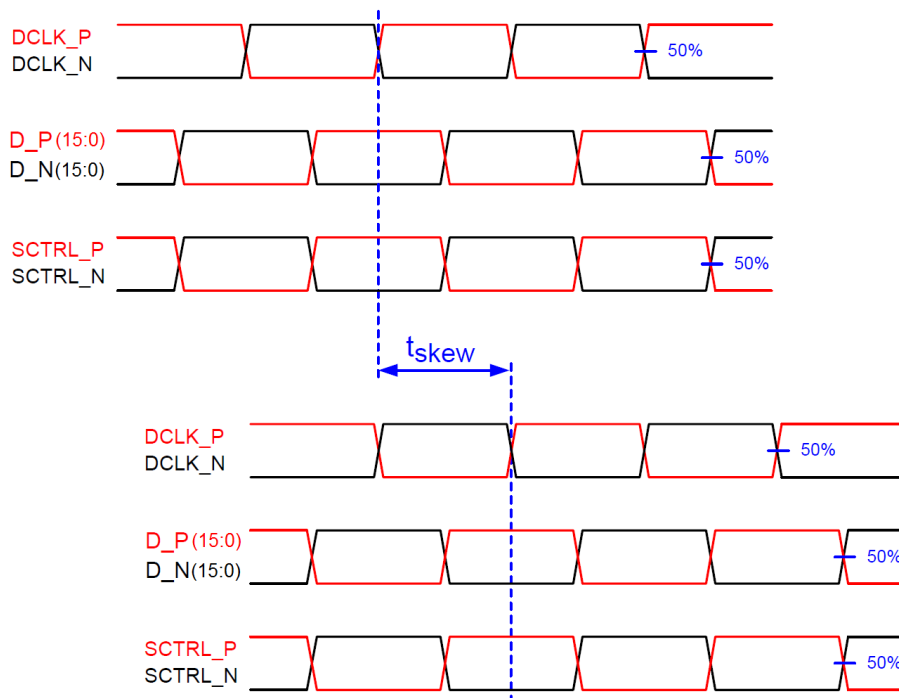 DCLK_P
DCLK_N
50%
D_P(15:0)
D_N(15:0)
50%
SCTRL_P
SCTRL_N
50%
tskew
DCLK_P
DCLK_N
50%
D_P(15:0)
D_N(15:0)
50%
SCTRL_P
SCTRL_N
50%